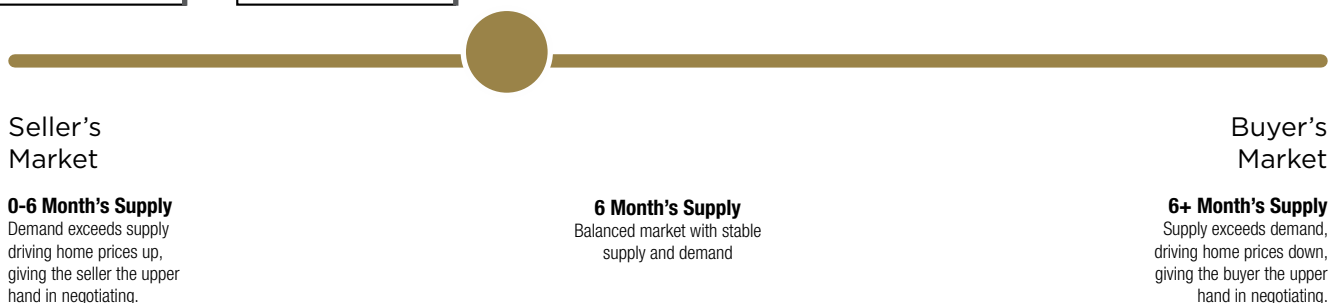 Seller’s
Market
0-6 Month’s Supply
Demand exceeds supply
driving home prices up,
giving the seller the upper
hand in negotiating.
6 Month’s Supply
Balanced market with stable
supply and demand
Buyer’s
Market
6+ Month’s Supply
Supply exceeds demand,
driving home prices down,
giving the buyer the upper
hand in negotiating.